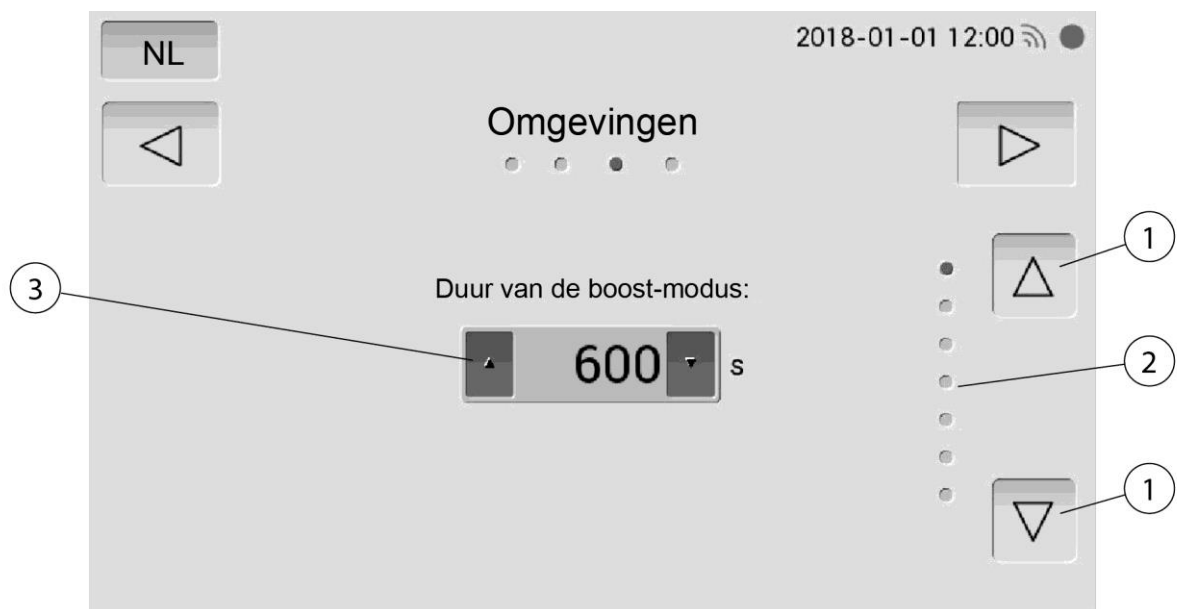 NL
2018-01-01 12:00
Omgevingen
1
3
Duur van de boost-modus:
600 s
2
1